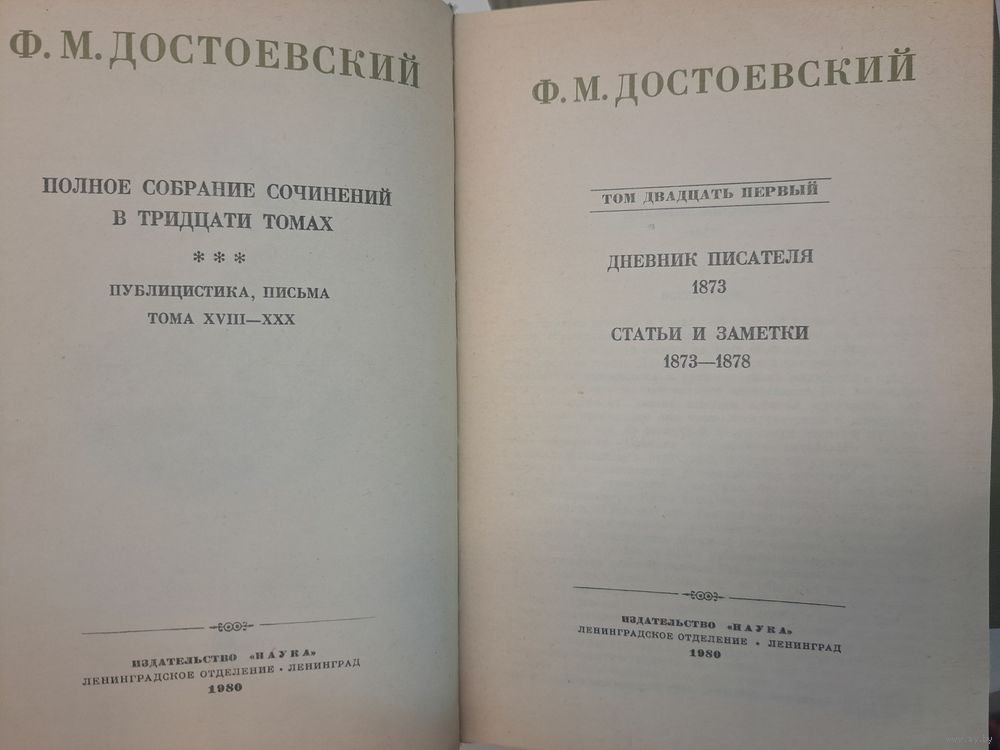 Ф. М. ДОСТОЕВСКИЙ
ПОЛНОЕ СОБРАНИЕ СОЧИНЕНИЙ
В ТРИДЦАТИ ТОМАХ
* * *
ПУБЛИЦИСТИКА, ПИСЬМА
ТОМА XVIII—XXX
ИЗДАТЕЛЬСТВО «НАУКА»
ЛЕНИНГРАДСКОЕ ОТДЕЛЕНИЕ • ЛЕНИНГРАД
1980
Ф. М. ДОСТОЕВСКИЙ
ТОМ ДВАДЦАТЬ ПЕРВЫЙ
ДНЕВНИК ПИСАТЕЛЯ
1873
СТАТЬИ И ЗАМЕТКИ
1873—1878
ИЗДАТЕЛЬСТВО «НАУКА»
ЛЕНИНГРАДСКОЕ ОТДЕЛЕНИЕ • ЛЕНИНГРАД
1980